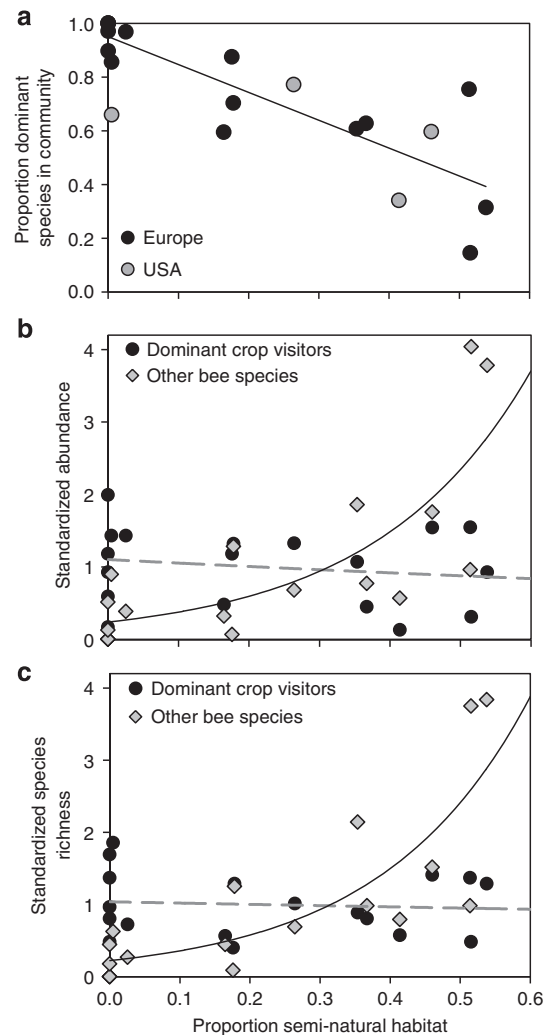 a
1.0
0.8
0.6
0.4
0.2
0.0
Proportion dominant
species in community
Europe
USA
b
4
3
2
1
0
Standardized abundance
Dominant crop visitors
Other bee species
c
4
3
2
1
0
Standardized species
richness
Dominant crop visitors
Other bee species
0.0 0.1 0.2 0.3 0.4 0.5 0.6
Proportion semi-natural habitat